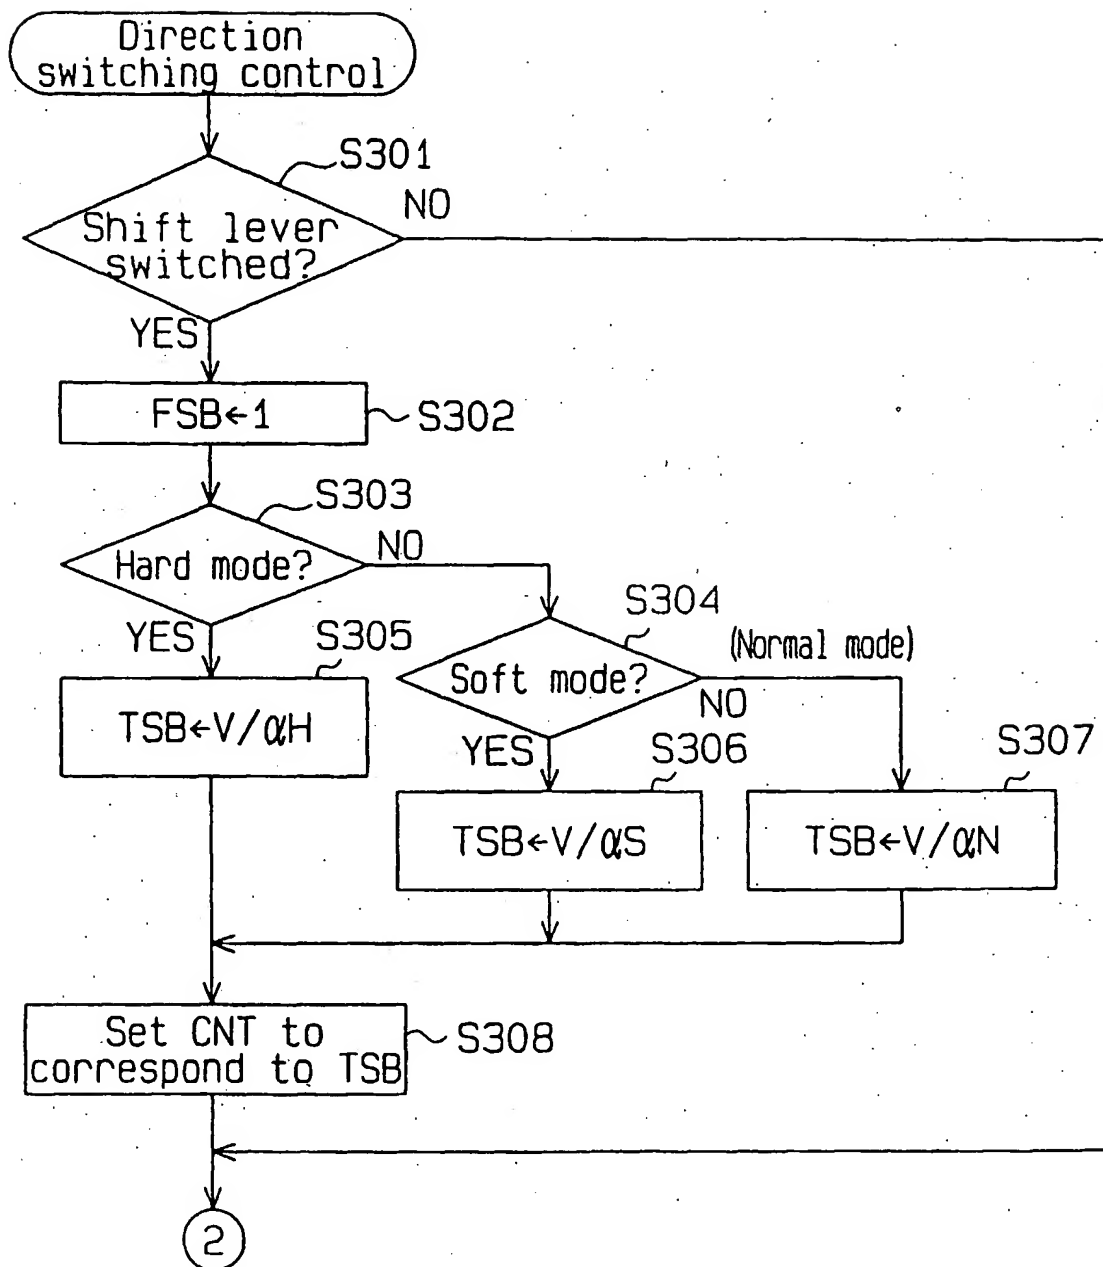 Direction
switching control
S301
NO
Shift lever
switched?
YES
FSB←1
S302
S303
NO
Hard mode?
YES
S304
(Normal mode)
S305
Soft mode?
NO
TSB←V/αH
YES
S306
S307
TSB←V/αS
TSB←V/αN
Set CNT to
correspond to TSB
S308
2